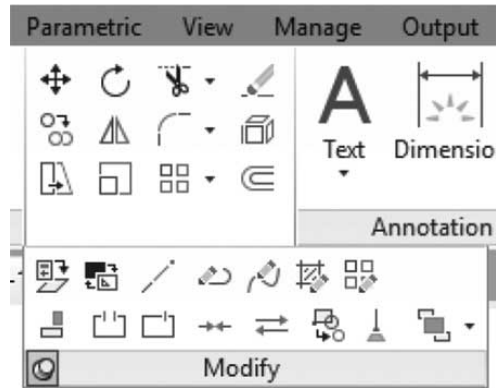 Parametric View Manage Output
Text
Dimensio
Annotation
Modify